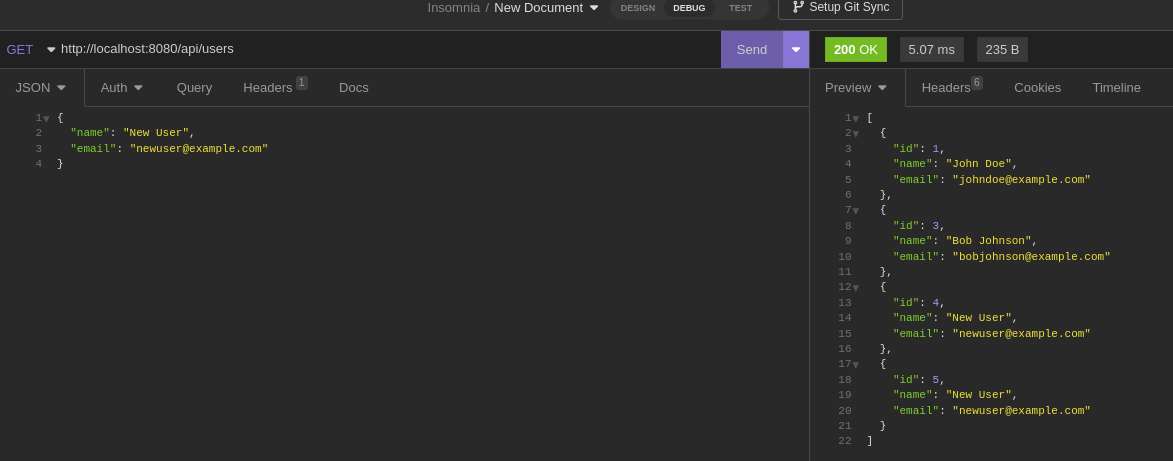 Insomnia / New Document DESIGN DEBUG TEST Setup Git Sync
GET http://localhost:8080/api/users Send 200 OK 5.07 ms 235 B
JSON Auth Query Headers 1 Docs
1 {
2 "name": "New User",
3 "email": "newuser@example.com"
4 }
Preview Headers 6 Cookies Timeline
1 [
2 {
3 "id": 1,
4 "name": "John Doe",
5 "email": "johndoe@example.com"
6 },
7 {
8 "id": 3,
9 "name": "Bob Johnson",
10 "email": "bobjohnson@example.com"
11 },
12 {
13 "id": 4,
14 "name": "New User",
15 "email": "newuser@example.com"
16 },
17 {
18 "id": 5,
19 "name": "New User",
20 "email": "newuser@example.com"
21 }
22 ]